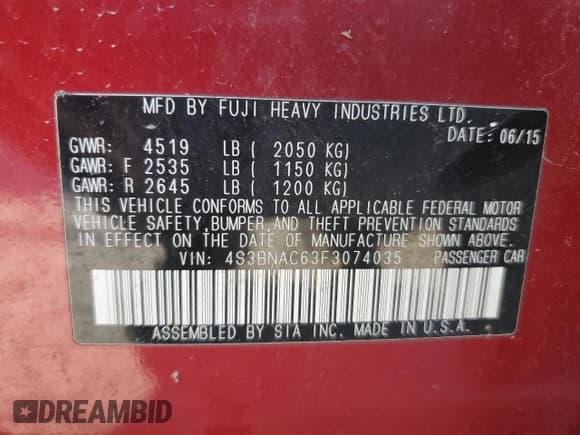 MFD BY FUJI HEAVY INDUSTRIES LTD.
DATE: 06/15
GVWR: 4519 LB ( 2050 KG)
GAWR: F 2535 LB ( 1150 KG)
GAWR: R 2645 LB ( 1200 KG)
THIS VEHICLE CONFORMS TO ALL APPLICABLE FEDERAL MOTOR
VEHICLE SAFETY, BUMPER, AND THEFT PREVENTION STANDARDS
IN EFFECT ON THE DATE OF MANUFACTURE SHOWN ABOVE.
VIN: 4S3BNAC63F3074035 PASSENGER CAR
ASSEMBLED BY SIA INC. MADE IN U.S.A.
DREAMBID